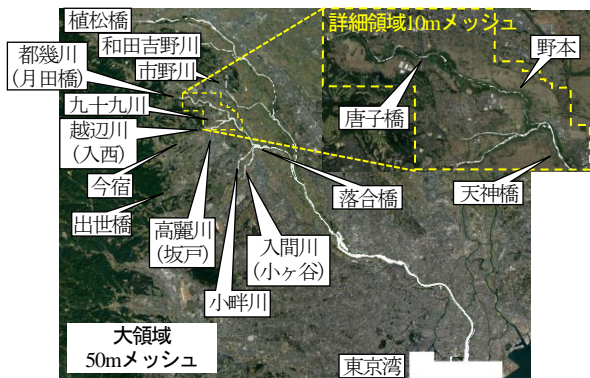 植松橋
和田吉野川
市野川
都幾川
(月田橋)
九十九川
越辺川
(入西)
今宿
出世橋
高麗川
(坂戸)
小畔川
入間川
(小ヶ谷)
落合橋
東京湾
大領域
50mメッシュ
詳細領域10mメッシュ
野本
唐子橋
天神橋